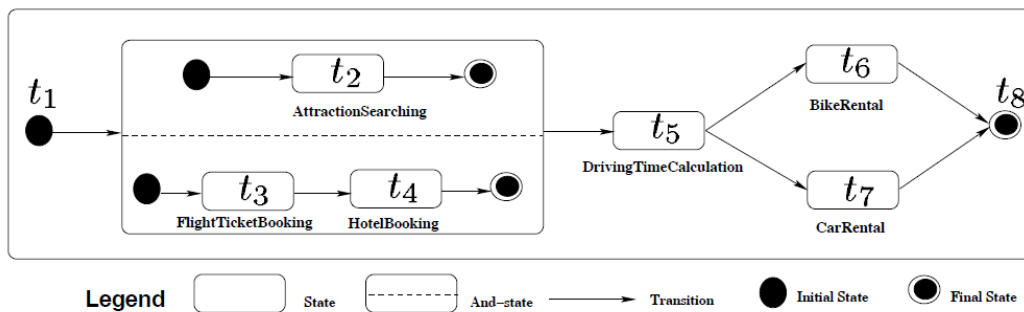 t1
t2
AttractionSearching
t3
FlightTicketBooking
t4
HotelBooking
t5
DrivingTimeCalculation
t6
BikeRental
t7
CarRental
t8
Legend
State
And-state
Transition
Initial State
Final State